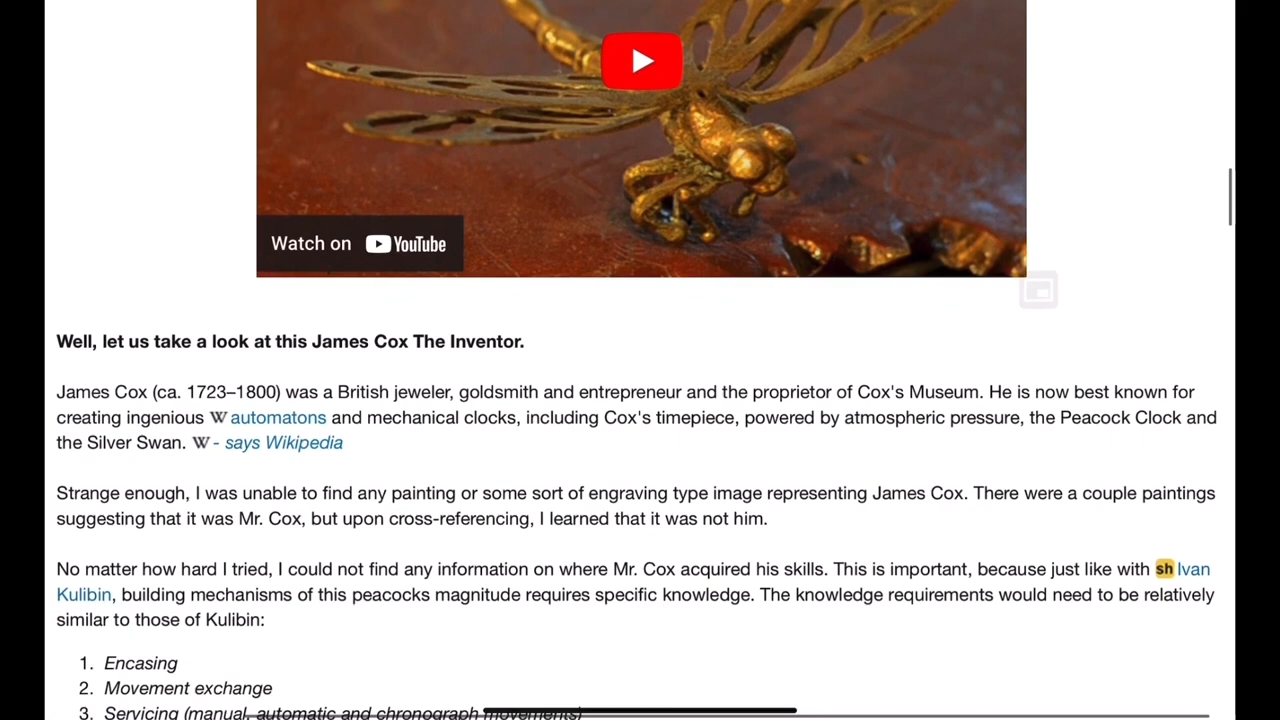 Watch on YouTube
Well, let us take a look at this James Cox The Inventor.
James Cox (ca. 1723–1800) was a British jeweler, goldsmith and entrepreneur and the proprietor of Cox's Museum. He is now best known for
creating ingenious W automatons and mechanical clocks, including Cox's timepiece, powered by atmospheric pressure, the Peacock Clock and
the Silver Swan. W - says Wikipedia
Strange enough, I was unable to find any painting or some sort of engraving type image representing James Cox. There were a couple paintings
suggesting that it was Mr. Cox, but upon cross-referencing, I learned that it was not him.
No matter how hard I tried, I could not find any information on where Mr. Cox acquired his skills. This is important, because just like with sh Ivan
Kulibin, building mechanisms of this peacocks magnitude requires specific knowledge. The knowledge requirements would need to be relatively
similar to those of Kulibin:
1. Encasing
2. Movement exchange
3. Servicing (manual, automatic and chronograph movements)